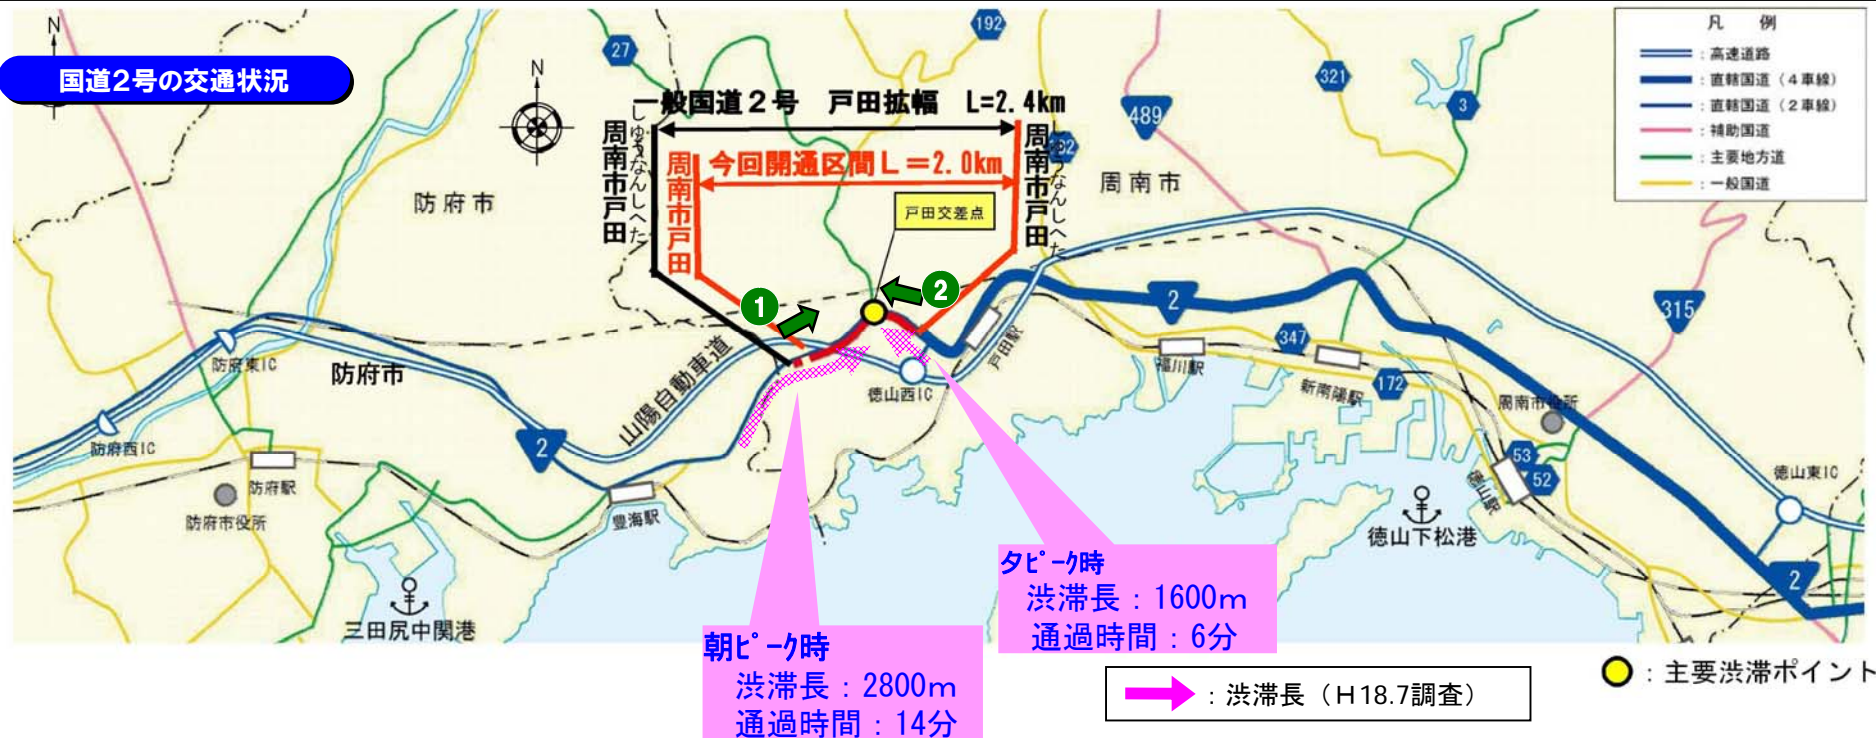 N
国道2号の交通状況
27
192
N
一般国道2号　戸田拡幅　L=2.4km
周南市戸田
しゅうなんしへた
今回開通区間L=2.0km
周南市戸田
周南市戸田
しゅうなんしへた
戸田交差点
489
321
3
凡　例
：高速道路
：直轄国道（4車線）
：直轄国道（2車線）
：補助国道
：主要地方道
：一般国道
防府市
周南市
1
2
2
315
347
172
防府東IC
防府市
山陽自動車道
徳山西IC
戸田駅
福川駅
新南陽駅
周南市役所
防府西IC
2
53
52
徳山駅
徳山東IC
防府駅
防府市役所
豊海駅
徳山下松港
2
三田尻中関港
夕ﾋﾟｰｸ時
渋滞長：1600m
通過時間：6分
朝ﾋﾟｰｸ時
渋滞長：2800m
通過時間：14分
：渋滞長（H18.7調査）
：主要渋滞ポイント